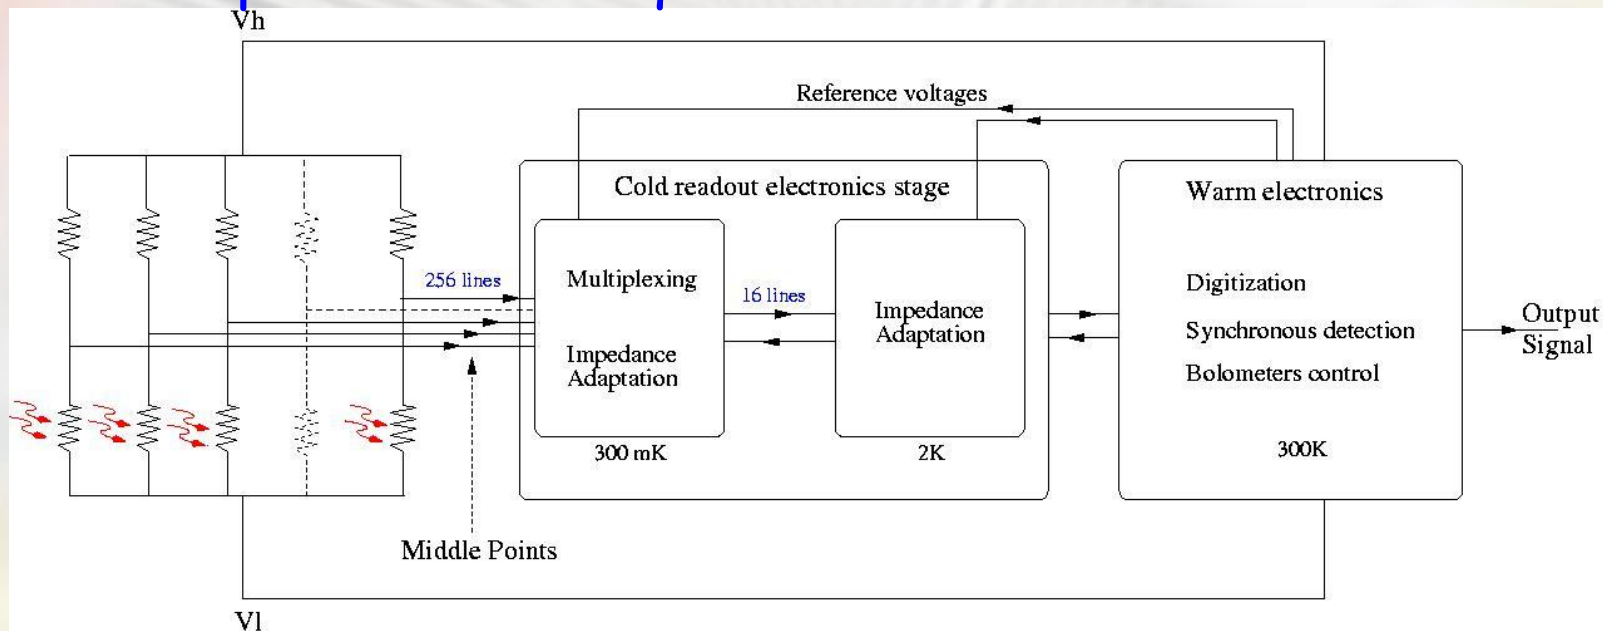 Vh
Reference voltages
Cold readout electronics stage
Warm electronics
256 lines
Multiplexing
Impedance
Adaptation
16 lines
Impedance
Adaptation
Digitization
Synchronous detection
Bolometers control
Output
Signal
300 mK
2K
300K
Middle Points
Vl